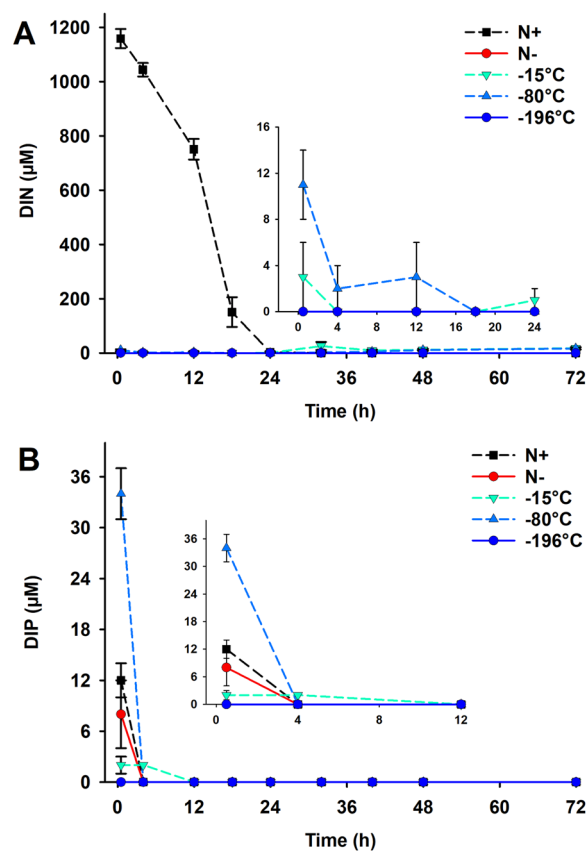 A
1200
1000
800
600
400
200
0
DIN (µM)
N+
N-
-15°C
-80°C
-196°C
16
12
8
4
0
0 4 8 12 16 20 24
0 12 24 36 48 60 72
Time (h)
B
36
30
24
18
12
6
0
DIP (µM)
N+
N-
-15°C
-80°C
-196°C
36
30
24
18
12
6
0
0 4 8 12
0 12 24 36 48 60 72
Time (h)